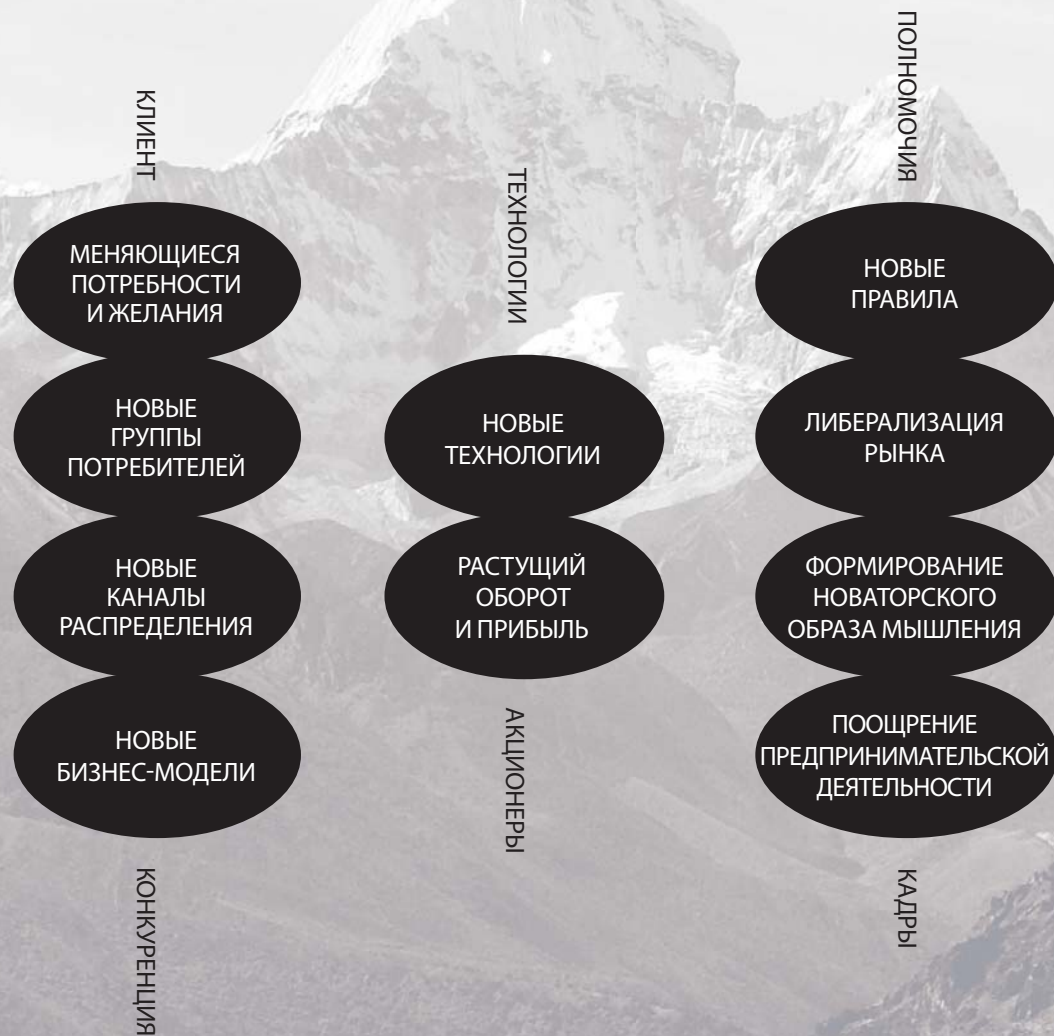 КЛИЕНТ
МЕНЯЮЩИЕСЯ
ПОТРЕБНОСТИ
И ЖЕЛАНИЯ
НОВЫЕ
ГРУППЫ
ПОТРЕБИТЕЛЕЙ
НОВЫЕ
КАНАЛЫ
РАСПРЕДЕЛЕНИЯ
НОВЫЕ
БИЗНЕС-МОДЕЛИ
КОНКУРЕНЦИЯ
ТЕХНОЛОГИИ
НОВЫЕ
ТЕХНОЛОГИИ
РАСТУЩИЙ
ОБОРОТ
И ПРИБЫЛЬ
АКЦИОНЕРЫ
ПОЛНОМОЧИЯ
НОВЫЕ
ПРАВИЛА
ЛИБЕРАЛИЗАЦИЯ
РЫНКА
ФОРМИРОВАНИЕ
НОВАТОРСКОГО
ОБРАЗА МЫШЛЕНИЯ
ПООЩРЕНИЕ
ПРЕДПРИНИМАТЕЛЬСКОЙ
ДЕЯТЕЛЬНОСТИ
КАДРЫ